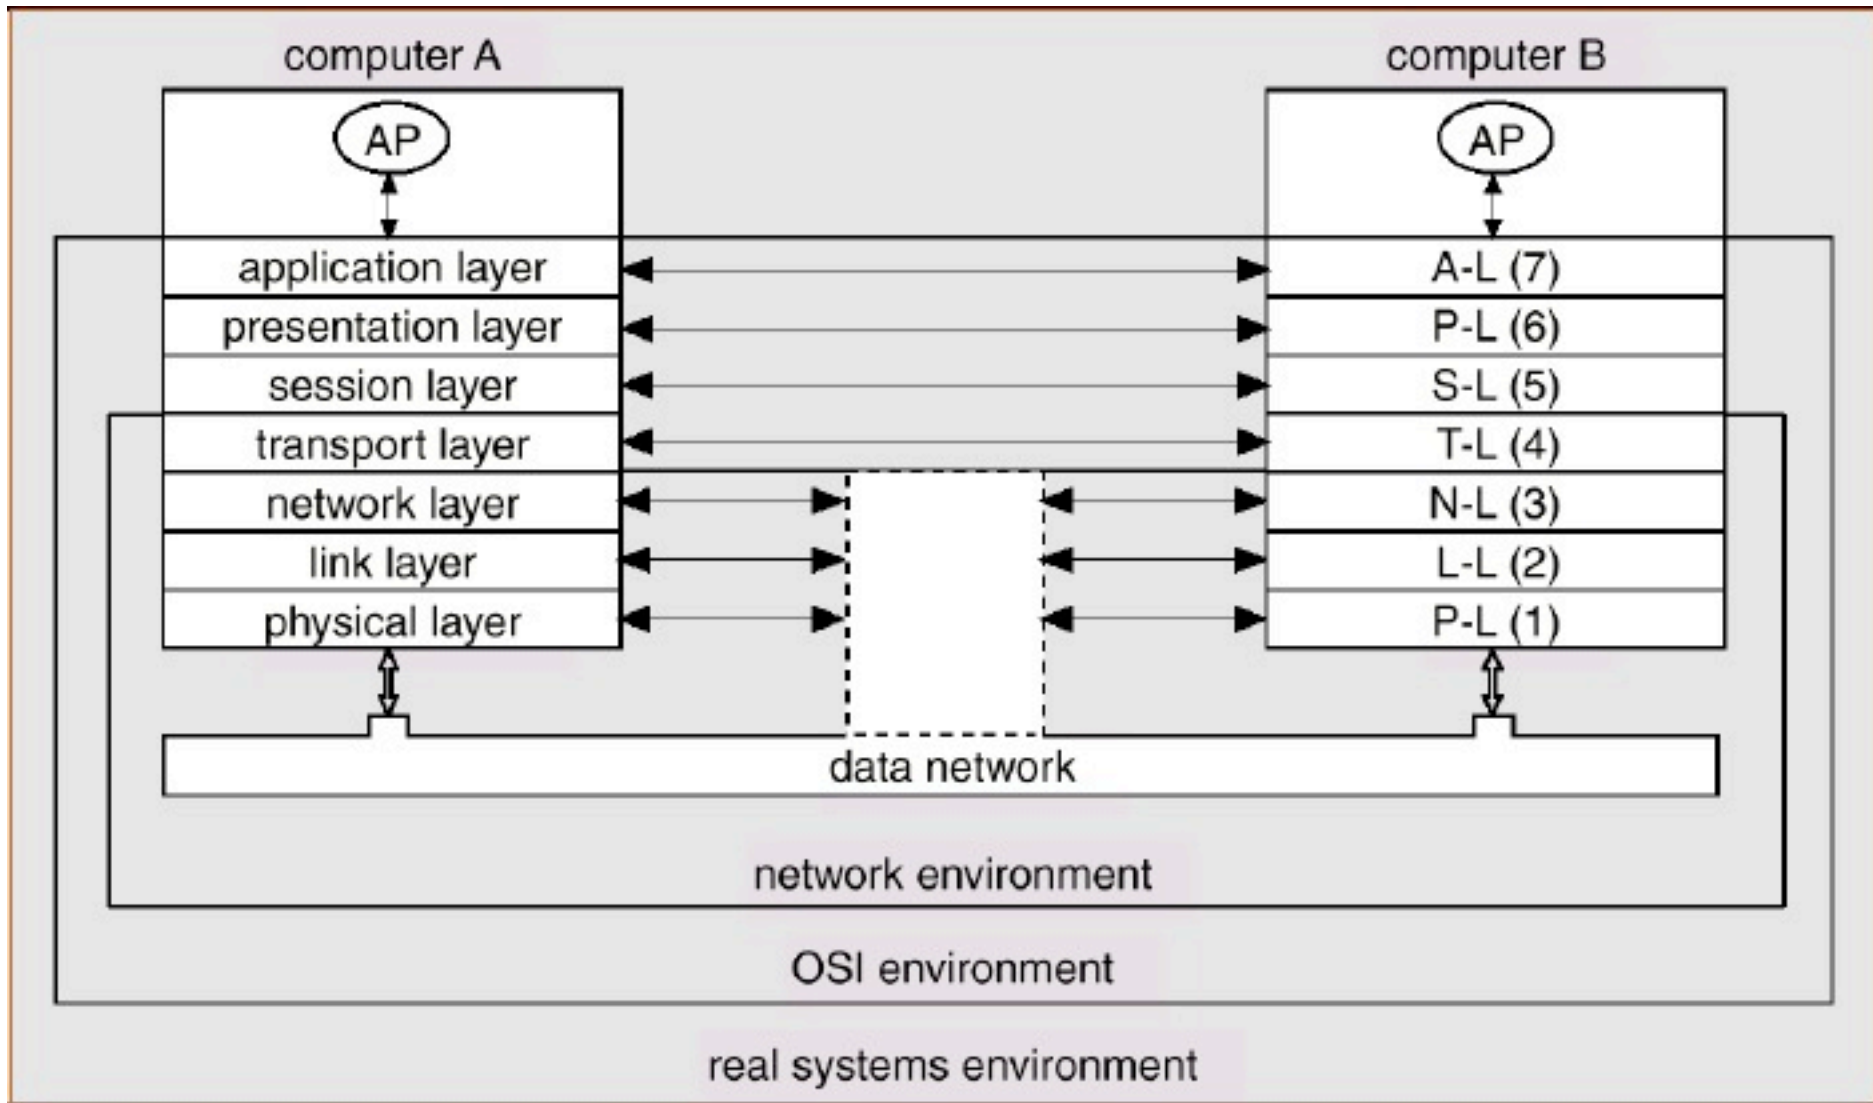 computer A
computer B
AP
AP
application layer
A-L (7)
presentation layer
P-L (6)
session layer
S-L (5)
transport layer
T-L (4)
network layer
N-L (3)
link layer
L-L (2)
physical layer
P-L (1)
data network
network environment
OSI environment
real systems environment